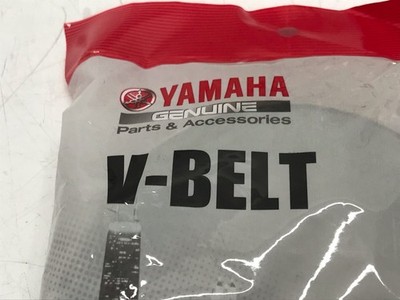 YAMAHA
GENUINE
Parts & Accessories
V-BELT